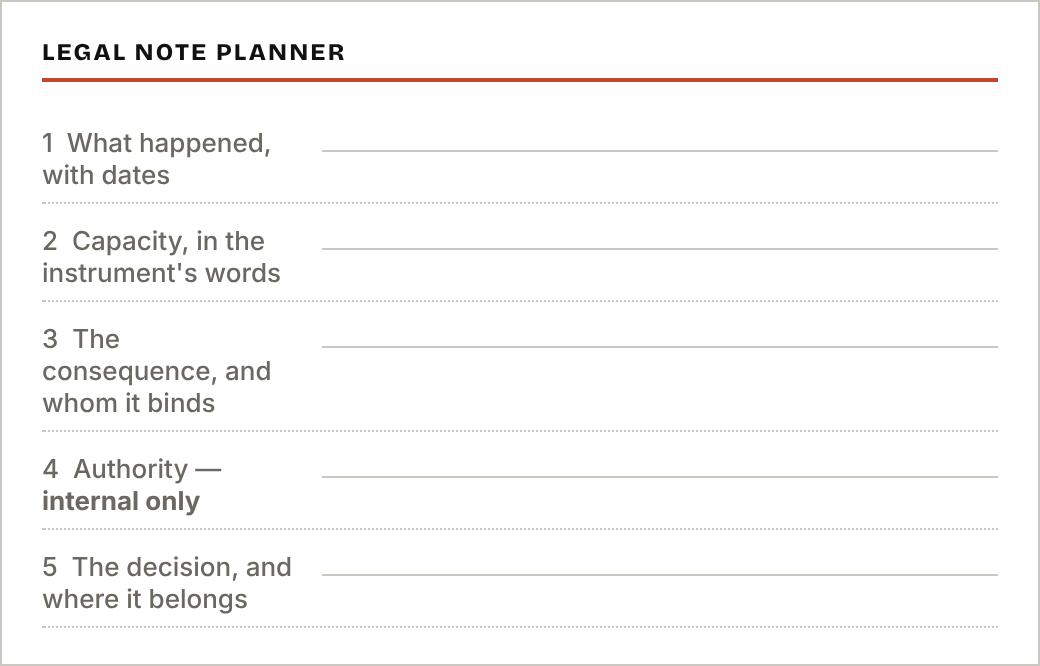 LEGAL NOTE PLANNER
1 What happened,
with dates
2 Capacity, in the
instrument's words
3 The
consequence, and
whom it binds
4 Authority —
internal only
5 The decision, and
where it belongs